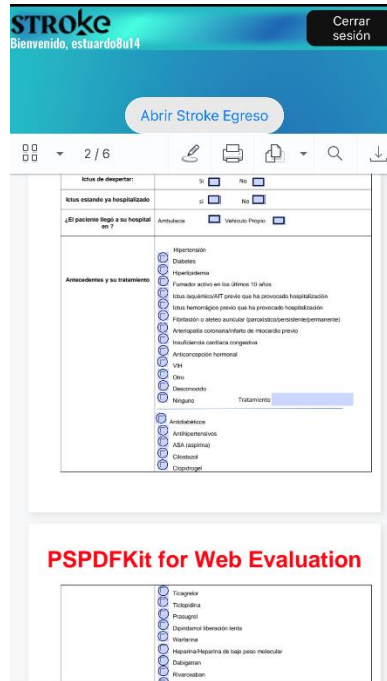 STROKE
Cerrar sesión
Bienvenido, estuardo8u14
Abrir Stroke Egreso
2 / 6
Ictus de despertar:
Si
No
Ictus estando ya hospitalizado
si
No
¿El paciente llegó a su hospital en ?
Ambulacia
Vehiculo Propio
Antecedentes y su tratamiento
Hipertensión
Diabetes
Hiperlipidemia
Fumador activo en los últimos 10 años
Ictus isquémico/AIT previo que ha provocado hospitalización
Ictus hemorrágico previo que ha provocado hospitalización
Fibrilación o aleteo auricular (paroxístico/persistente/permanente)
Arteriopatía coronaria/infarto de miocardio previo
Insuficiencia cardíaca congestiva
Anticoncepción hormonal
VIH
Otro
Desconocido
Ninguno
Tratamiento
Antidiabéticos
Antihipertensivos
ASA (aspirina)
Cilostazol
Clopidrogel
PSPDFKit for Web Evaluation
Ticagrelor
Ticlopidina
Prasugrel
Dipiridamol liberación lenta
Warfarina
Heparina/Heparina de bajo peso molecular
Dabigatran
Rivaroxaban